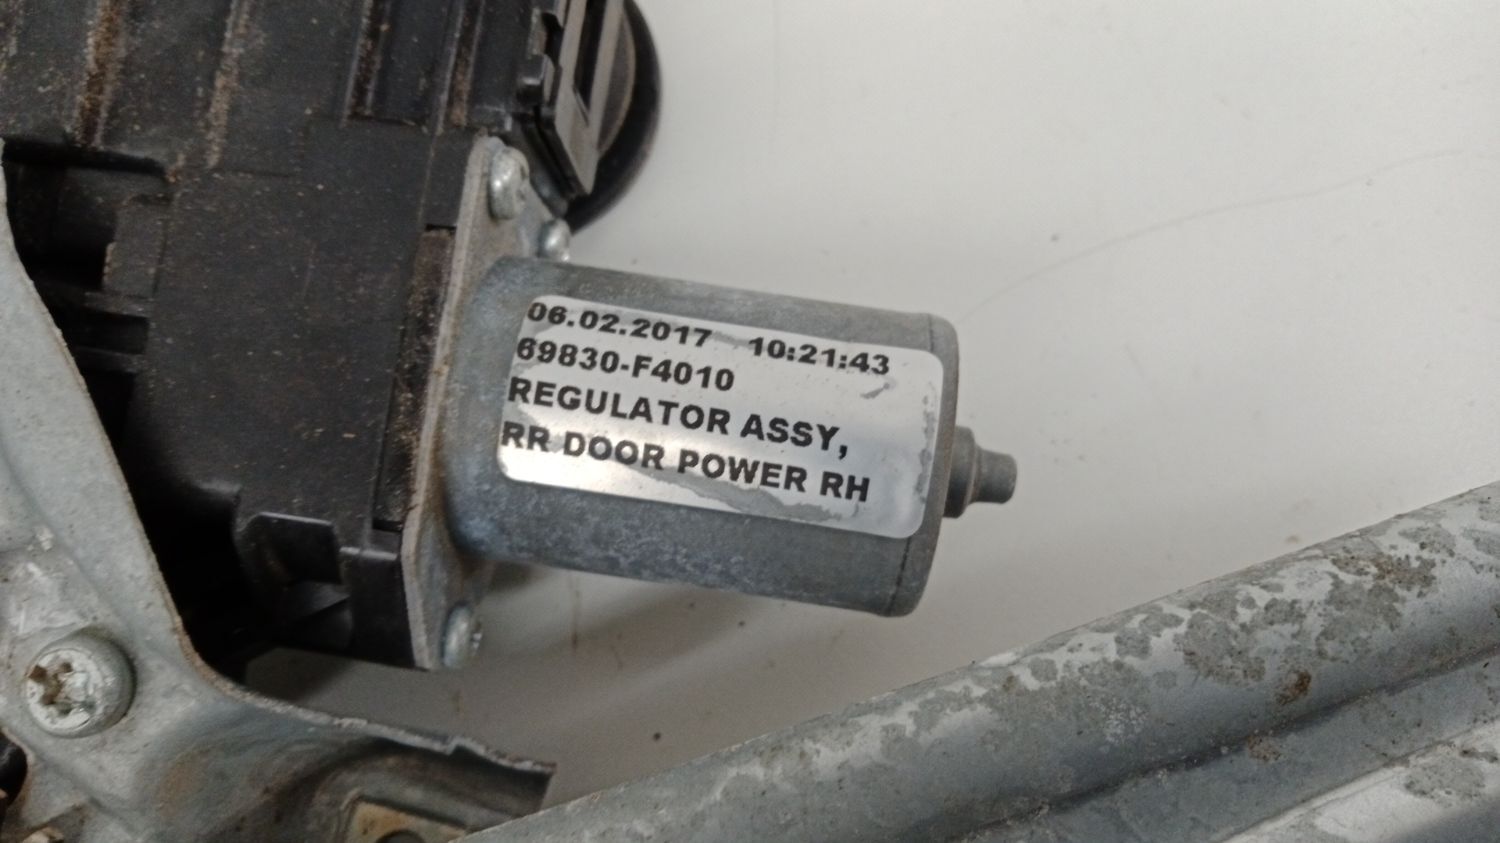 06.02.2017 10:21:43
69830-F4010
REGULATOR ASSY,
RR DOOR POWER RH